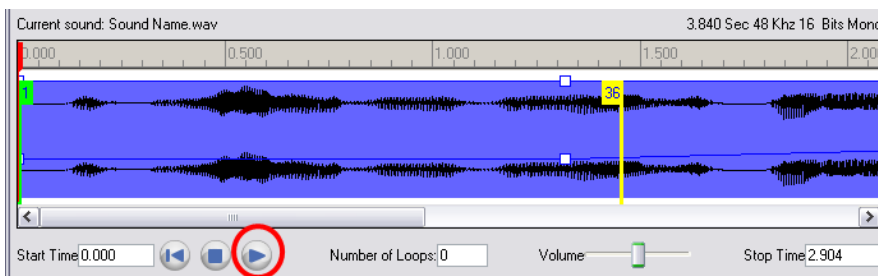 Current sound: Sound Name.wav 3.840 Sec 48 Khz 16 Bits Mono
0.000 0.500 1.000 1.500 2.00
1 36
Start Time 0.000 Number of Loops: 0 Volume Stop Time 2.904